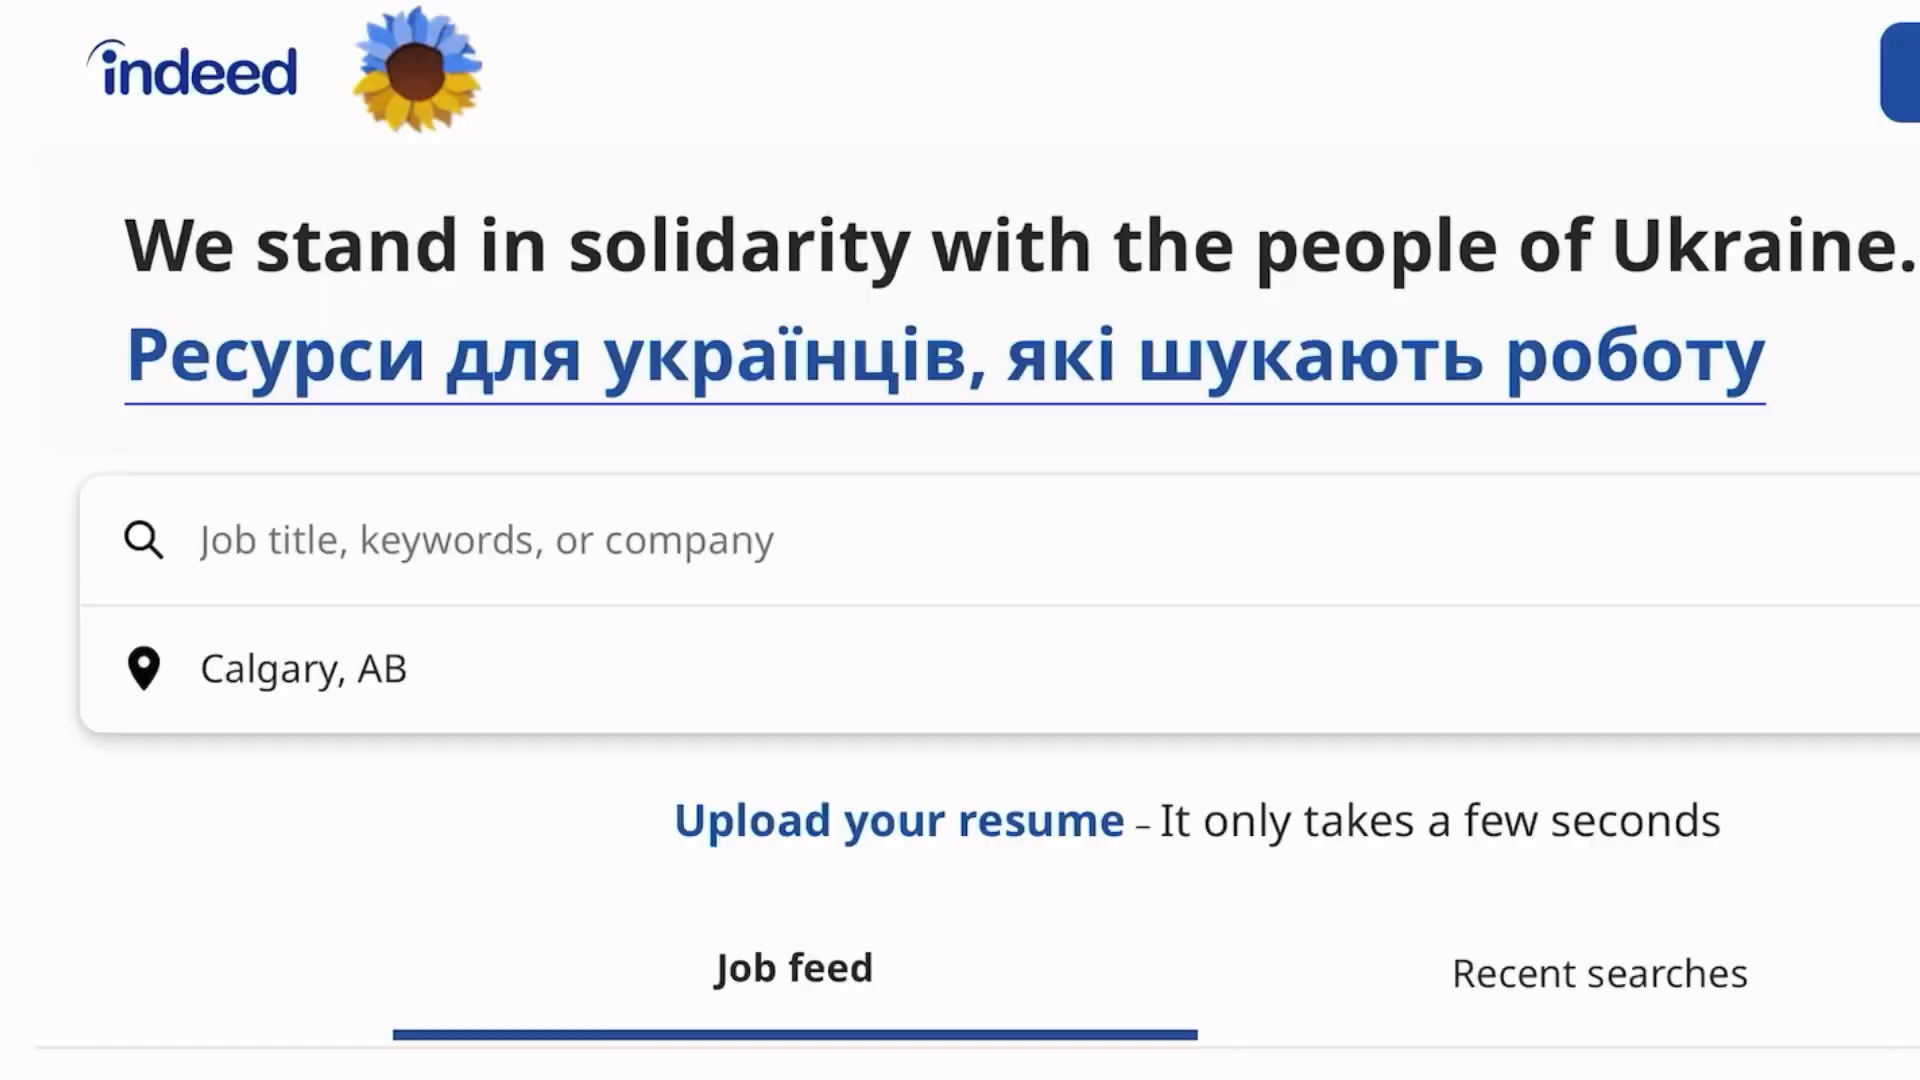 indeed
We stand in solidarity with the people of Ukraine.
Ресурси для українців, які шукають роботу
Job title, keywords, or company
Calgary, AB
Upload your resume – It only takes a few seconds
Job feed
Recent searches